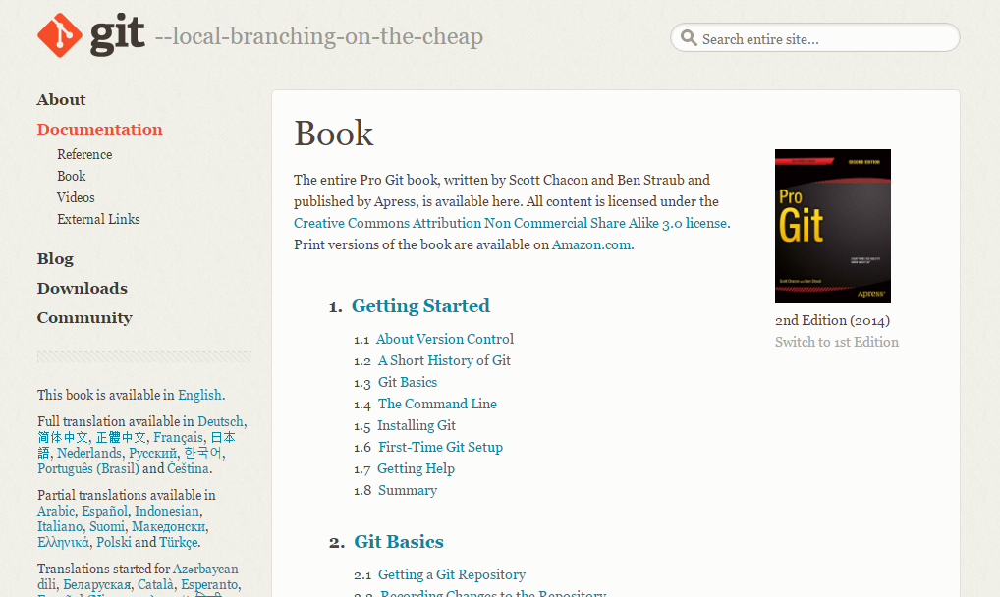 git --local-branching-on-the-cheap
Search entire site...
About
Documentation
Reference
Book
Videos
External Links
Blog
Downloads
Community
This book is available in English.
Full translation available in Deutsch,
简体中文, 正體中文, Français, 日本
語, Nederlands, Русский, 한국어,
Português (Brasil) and Čeština.
Partial translations available in
Arabic, Español, Indonesian,
Italiano, Suomi, Македонски,
Ελληνικά, Polski and Türkçe.
Translations started for Azərbaycan
dili, Беларуская, Català, Esperanto,
Book
The entire Pro Git book, written by Scott Chacon and Ben Straub and
published by Apress, is available here. All content is licensed under the
Creative Commons Attribution Non Commercial Share Alike 3.0 license.
Print versions of the book are available on Amazon.com.
SECOND EDITION
Pro
Git
Scott Chacon and Ben Straub
Apress
2nd Edition (2014)
Switch to 1st Edition
1. Getting Started
1.1 About Version Control
1.2 A Short History of Git
1.3 Git Basics
1.4 The Command Line
1.5 Installing Git
1.6 First-Time Git Setup
1.7 Getting Help
1.8 Summary
2. Git Basics
2.1 Getting a Git Repository
2.2 Recording Changes to the Repository